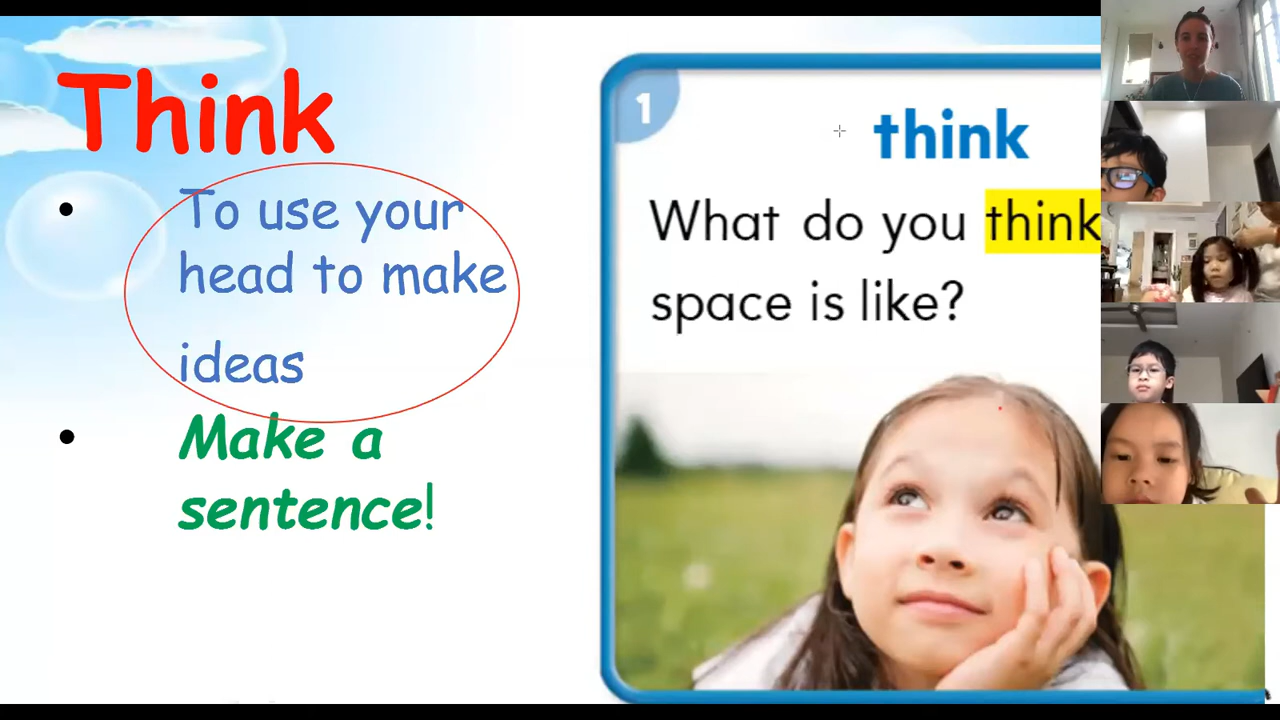 Think
• To use your
head to make
ideas
• Make a
sentence!
1
think
What do you think
space is like?